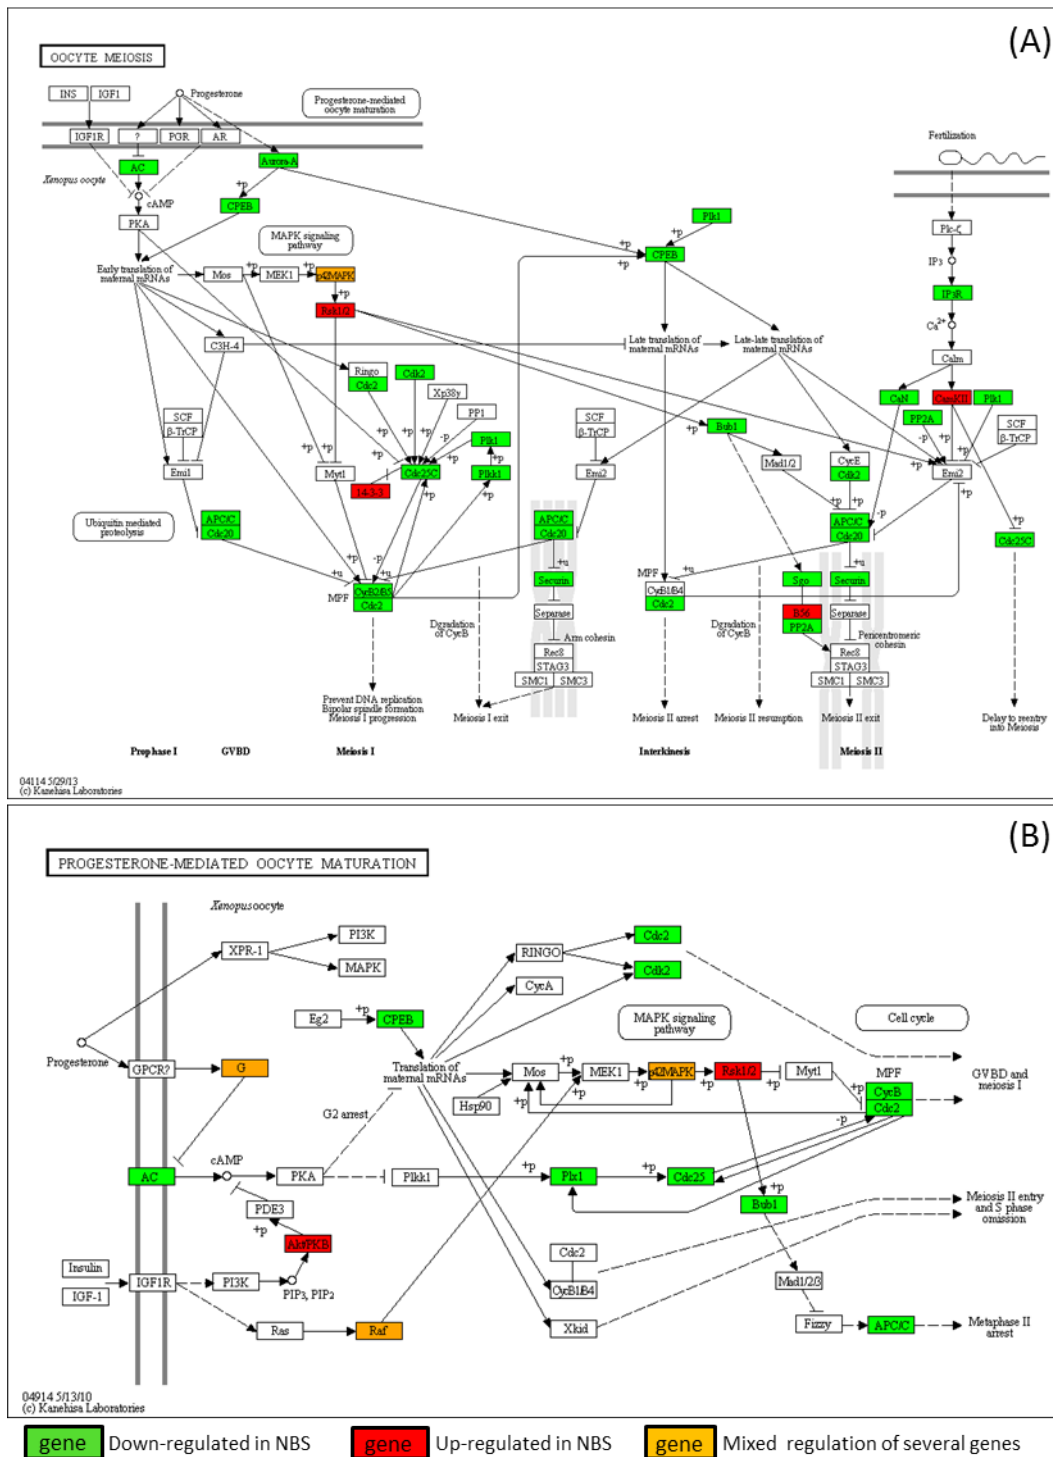 (A)
OOCYTE MEIOSIS
INS
IGF1
Progesterone
Progesterone-mediated
oocyte maturation
IGF1R
?
PGR
AR
Fertilization
AC
Aurora-A
Xenopus oocyte
cAMP
+p
CPEB
PKA
Plk1
+p
Plc-ζ
MAPK signaling
pathway
+p
+p
CPEB
IP3
Early translation of
maternal mRNAs
Mos
+p
MEK1
+p
p42MAPK
+p
Rsk1/2
IP3R
Ca2+
C3H-4
Late translation of
maternal mRNAs
Late-late translation of
maternal mRNAs
Calm
Ringo
Cdc2
Cdk2
Xp38γ
PP1
CaN
CamKII
Plk1
PP2A
SCF
β-TrCP
SCF
β-TrCP
Bub1
SCF
β-TrCP
+p
+p
+p
+p
+p
-p
+p
Plk1
+p
-p
+p
+p
Emi1
Myt1
14-3-3
Cdc25C
Plkk1
Emi2
Mad1/2
CycE
Cdk2
+p
Emi2
+p
Ubiquitin mediated
proteolysis
APC/C
Cdc20
APC/C
Cdc20
+p
+p
APC/C
Cdc20
-p
+p
Cdc25C
+p
-p
+p
+u
+u
MPF
CycB2/B5
Cdc2
+u
Securin
MPF
+u
CycB1/B4
Cdc2
Sgo
Securin
Separase
B56
PP2A
Separase
Dgradation
of CycB
Arm cohesin
Dgradation
of CycB
Pericentromeric
cohesin
Rec8
STAG3
SMC1
SMC3
Rec8
STAG3
SMC1
SMC3
Prevent DNA replication
Bipolar spindle formation
Meiosis I progression
Meiosis I exit
Meiosis II arrest
Meiosis II resumption
Meiosis II exit
Delay to reentry
into Meiosis
Prophase I
GVBD
Meiosis I
Interkinesis
Meiosis II
04114 5/29/13
(c) Kanehisa Laboratories
(B)
PROGESTERONE-MEDIATED OOCYTE MATURATION
Xenopus oocyte
XPR-1
PI3K
MAPK
RINGO
Cdc2
Cdk2
CycA
Eg2
+p
CPEB
MAPK signaling
pathway
Cell cycle
Progesterone
GPCR?
G
Translation of
maternal mRNAs
Mos
+p
MEK1
+p
p42MAPK
+p
Rsk1/2
+p
Myt1
MPF
GVBD and
meiosis I
Hsp90
+p
+p
+p
CycB
Cdc2
G2 arrest
-p
AC
cAMP
PKA
Plkk1
+p
Plx1
+p
Cdc25
PDE3
+p
+p
Bub1
Meiosis II entry
and S phase
omission
Akt/PKB
Insulin
IGF-1
IGF1R
PI3K
PIP3, PIP2
Cdc2
CycB1/B4
Mad1/2/3
Ras
Raf
Xkid
Fizzy
APC/C
Metaphase II
arrest
04914 5/13/10
(c) Kanehisa Laboratories
gene Down-regulated in NBS
gene Up-regulated in NBS
gene Mixed regulation of several genes